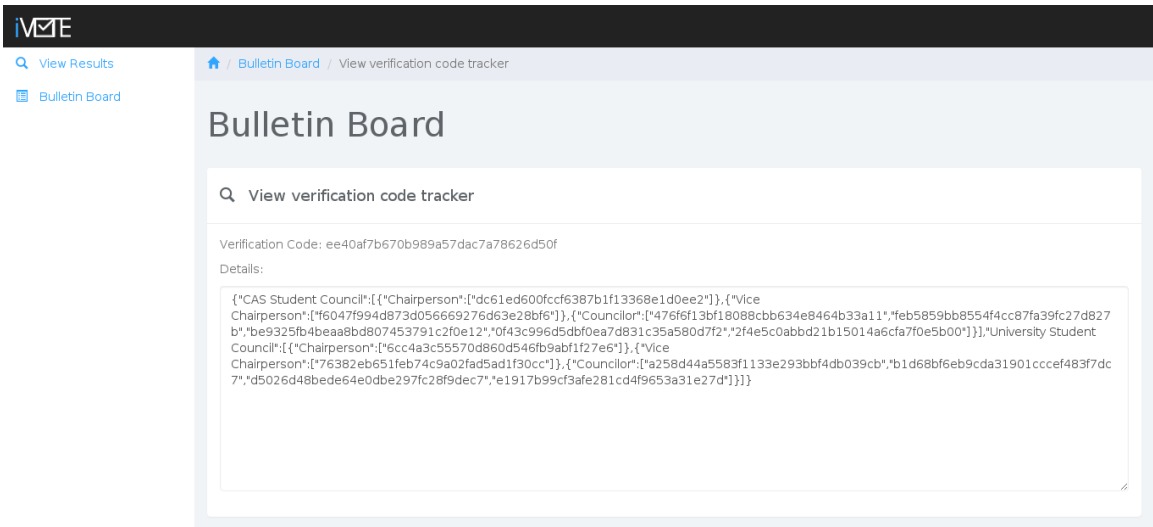 iVOTE
View Results
Bulletin Board
/ Bulletin Board / View verification code tracker
Bulletin Board
View verification code tracker
Verification Code: ee40af7b670b989a57dac7a78626d50f
Details:
{"CAS Student Council":[{"Chairperson":["dc61ed600fccf6387b1f13368e1d0ee2"]},{"Vice
Chairperson":["f6047f994d873d056669276d63e28bf6"]},{"Councilor":["476f6f13bf18088cbb634e8464b33a11","feb5859bb8554f4cc87fa39fc27d827
b","be9325fb4beaa8bd807453791c2f0e12","0f43c996d5dbf0ea7d831c35a580d7f2","2f4e5c0abbd21b15014a6cfa7f0e5b00"]}],"University Student
Council":[{"Chairperson":["6cc4a3c55570d860d546fb9abf1f27e6"]},{"Vice
Chairperson":["76382eb651feb74c9a02fad5ad1f30cc"]},{"Councilor":["a258d44a5583f1133e293bbf4db039cb","b1d68bf6eb9cda31901cccef483f7dc
7","d5026d48bede64e0dbe297fc28f9dec7","e1917b99cf3afe281cd4f9653a31e27d"]}]}